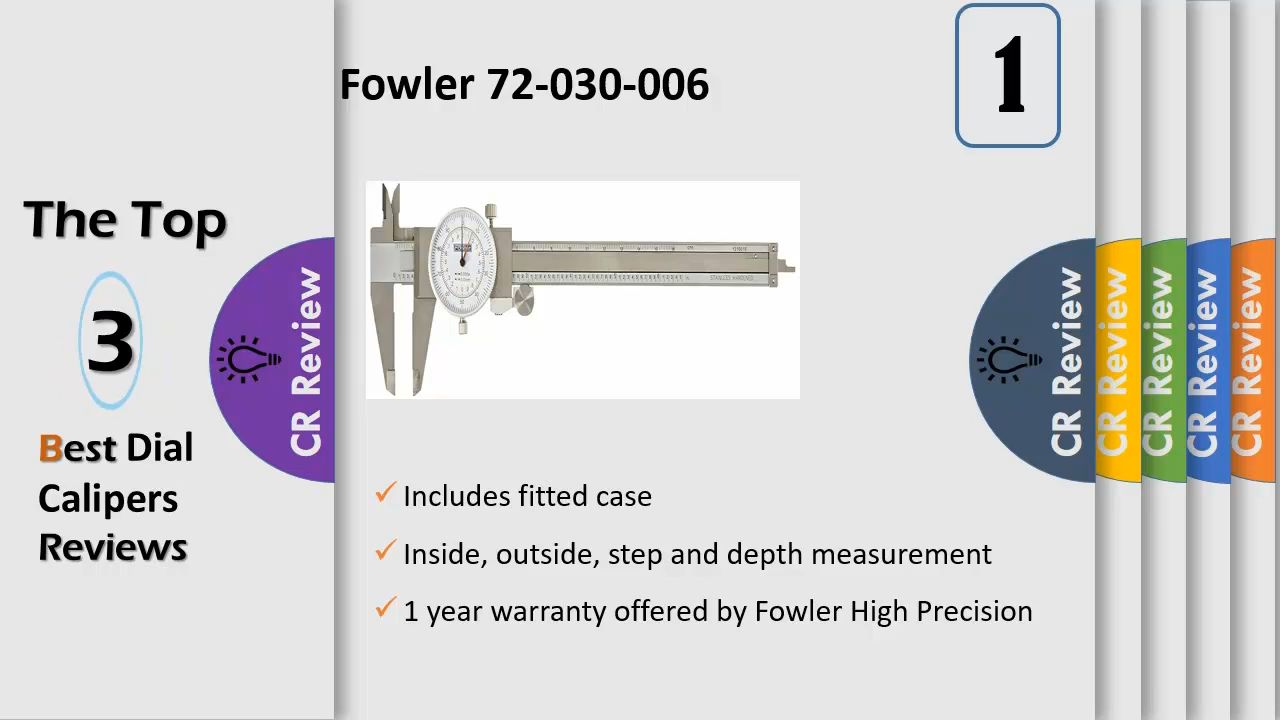 Fowler 72-030-006
1
The Top
3
Best Dial
Calipers
Reviews
CR Review
STAINLESS HARDENED
Includes fitted case
Inside, outside, step and depth measurement
1 year warranty offered by Fowler High Precision
CR Review
CR Review
CR Review
CR Review
CR Review